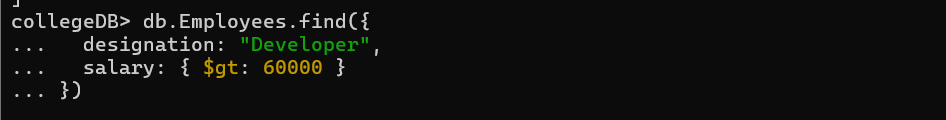 collegeDB> db.Employees.find({
...   designation: "Developer",
...   salary: { $gt: 60000 }
... })